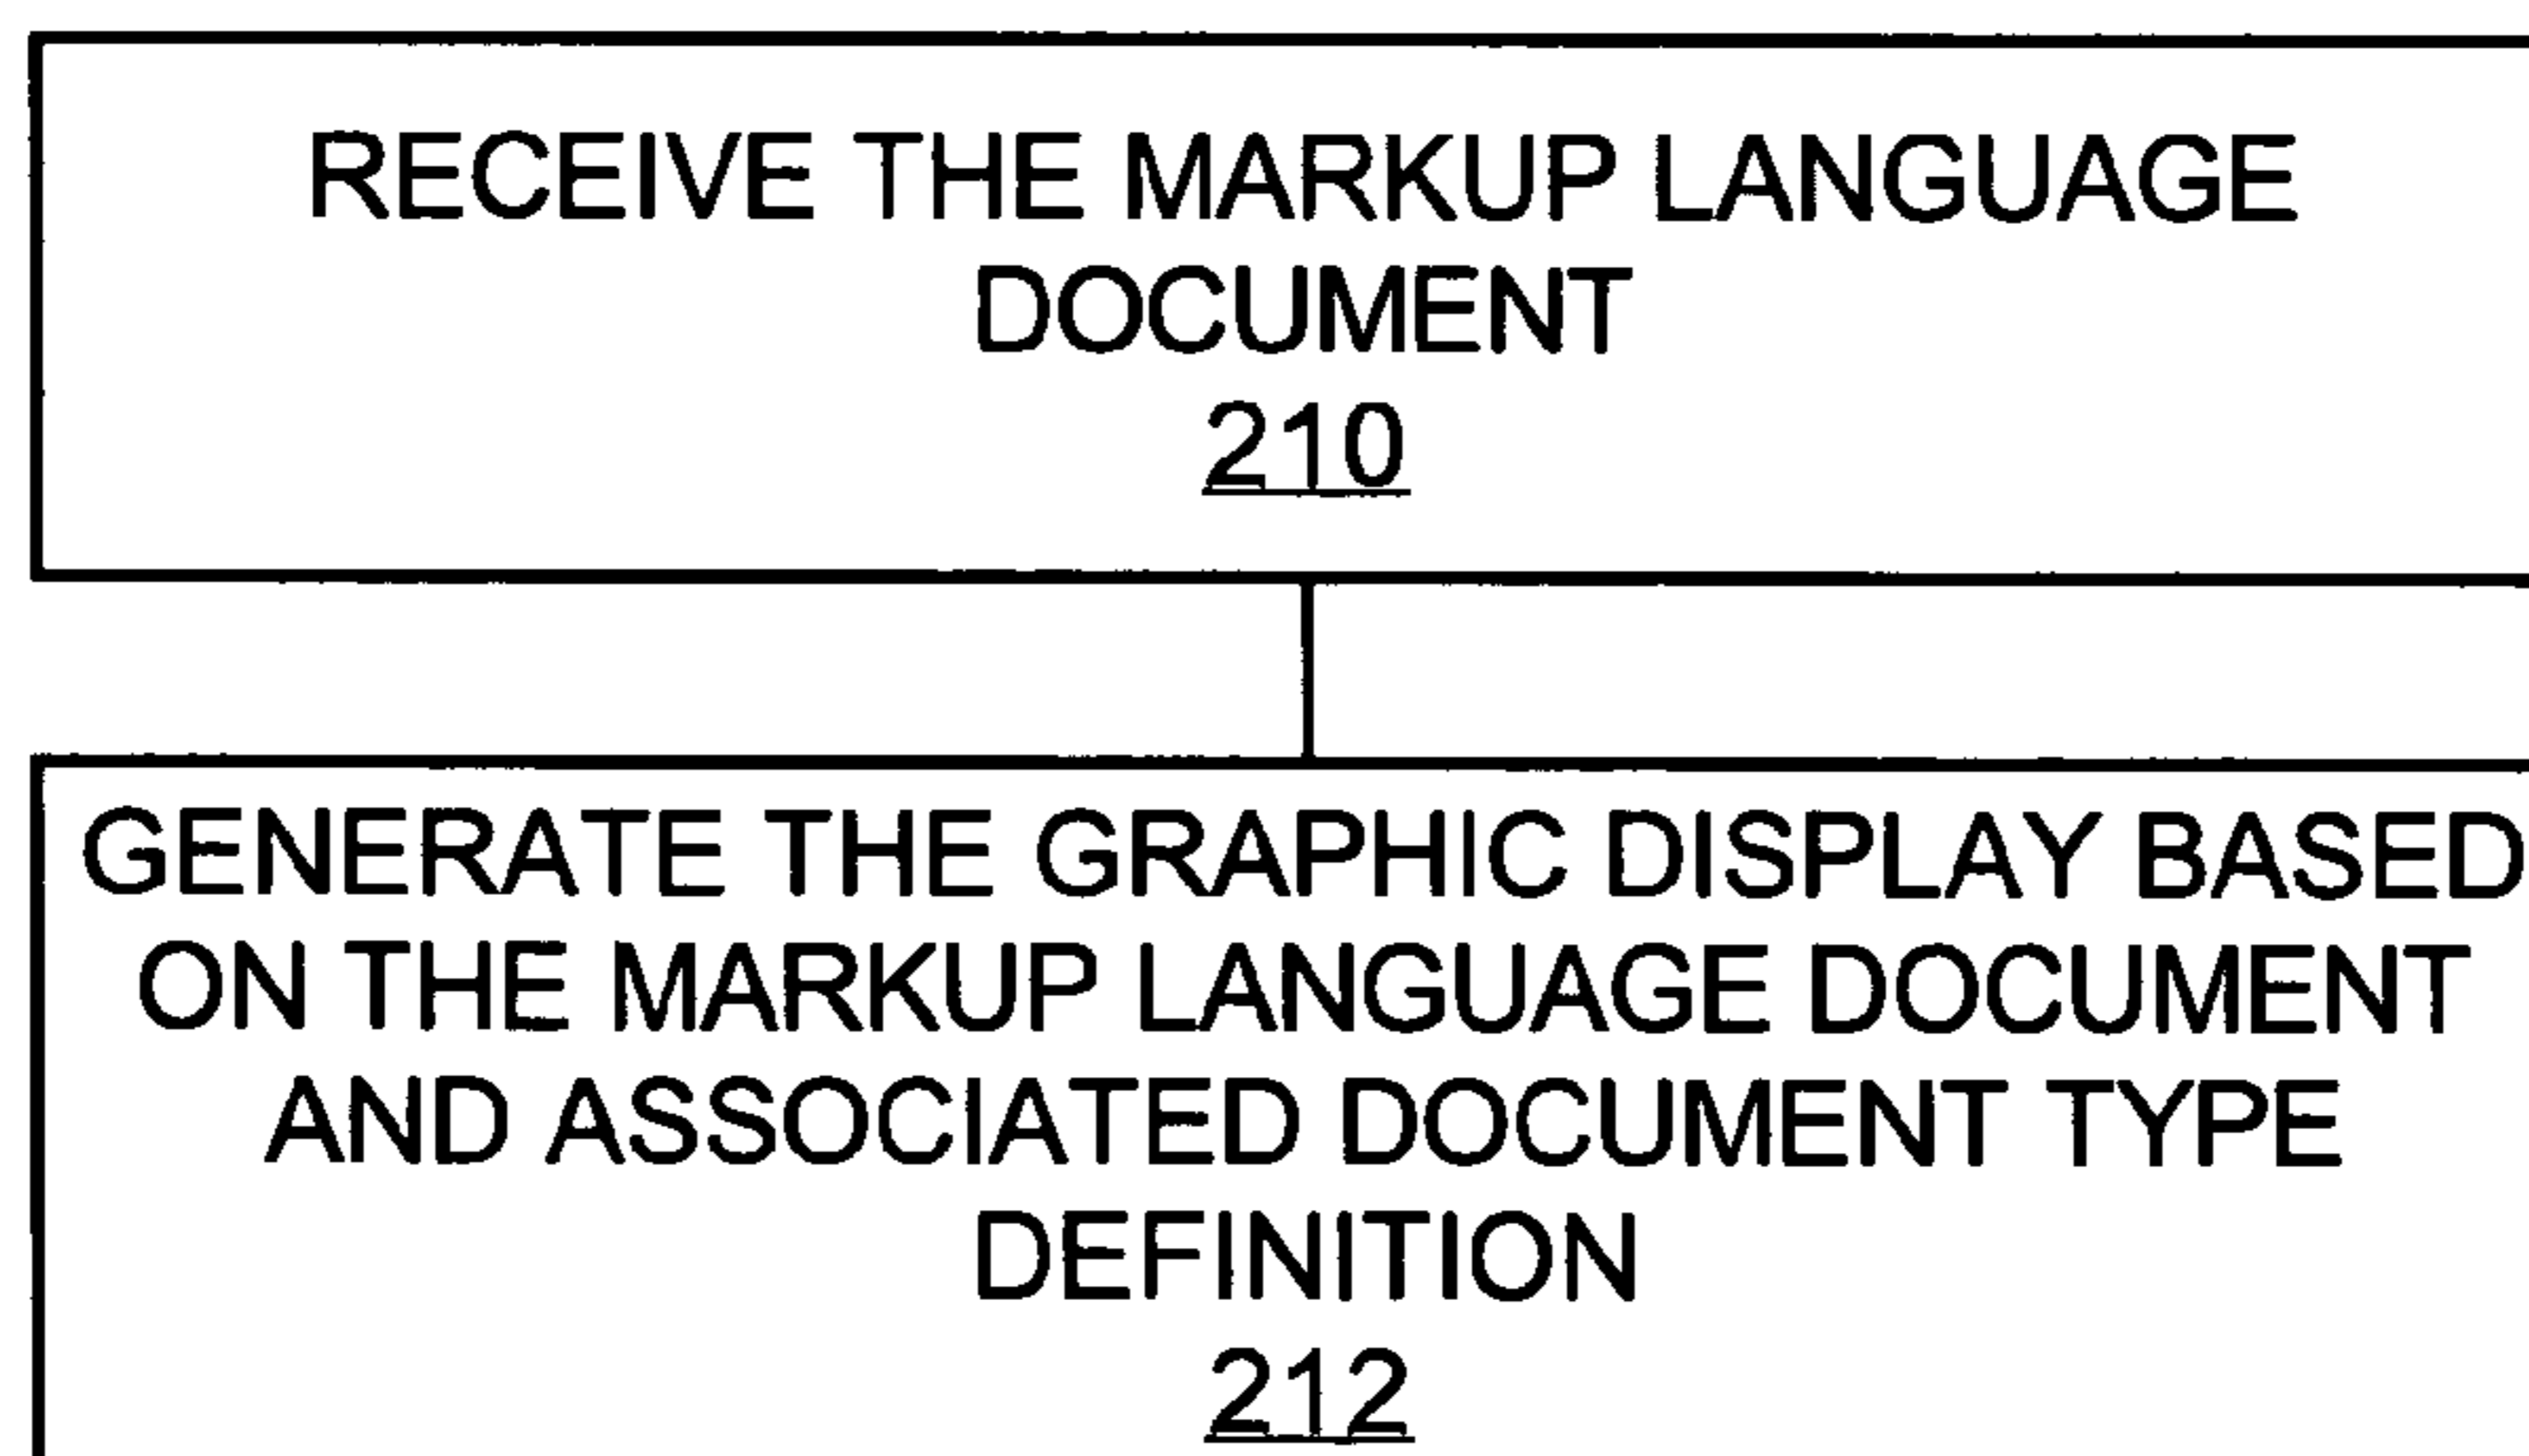 RECEIVE THE MARKUP LANGUAGE
DOCUMENT
210
GENERATE THE GRAPHIC DISPLAY BASED
ON THE MARKUP LANGUAGE DOCUMENT
AND ASSOCIATED DOCUMENT TYPE
DEFINITION
212